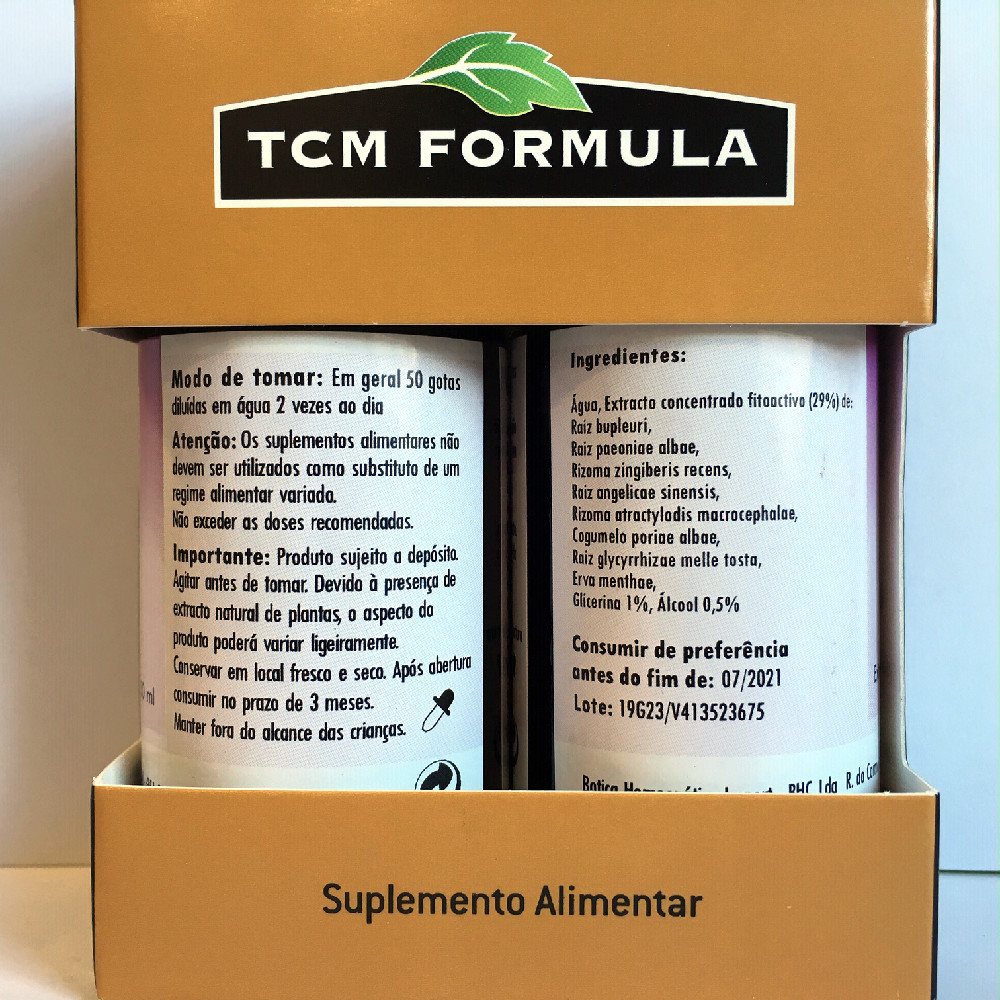 TCM FORMULA
Modo de tomar: Em geral 50 gotas
diluídas em água 2 vezes ao dia
Atenção: Os suplementos alimentares não
devem ser utilizados como substituto de um
regime alimentar variado.
Não exceder as doses recomendadas.
Importante: Produto sujeito a depósito.
Agitar antes de tomar. Devido à presença de
extracto natural de plantas, o aspecto do
produto poderá variar ligeiramente.
Conservar em local fresco e seco. Após abertura
consumir no prazo de 3 meses.
Manter fora do alcance das crianças.
ml
Ingredientes:
Água, Extracto concentrado fitoactivo (29%) de:
Raiz bupleuri,
Raiz paeoniae albae,
Rizoma zingiberis recens,
Raiz angelicae sinensis,
Rizoma atractylodis macrocephalae,
Cogumelo poriae albae,
Raiz glycyrrhizae melle tosta,
Erva menthae,
Glicerina 1%, Álcool 0,5%
Consumir de preferência
antes do fim de: 07/2021
Lote: 19G23/V413523675
Botica BHC, Lda R. do
Suplemento Alimentar